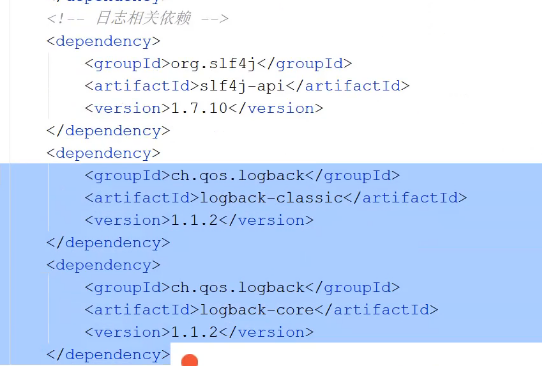 </dependency>
<!-- 日志相关依赖 -->
<dependency>
<groupId>org.slf4j</groupId>
<artifactId>slf4j-api</artifactId>
<version>1.7.10</version>
</dependency>
<dependency>
<groupId>ch.qos.logback</groupId>
<artifactId>logback-classic</artifactId>
<version>1.1.2</version>
</dependency>
<dependency>
<groupId>ch.qos.logback</groupId>
<artifactId>logback-core</artifactId>
<version>1.1.2</version>
</dependency>